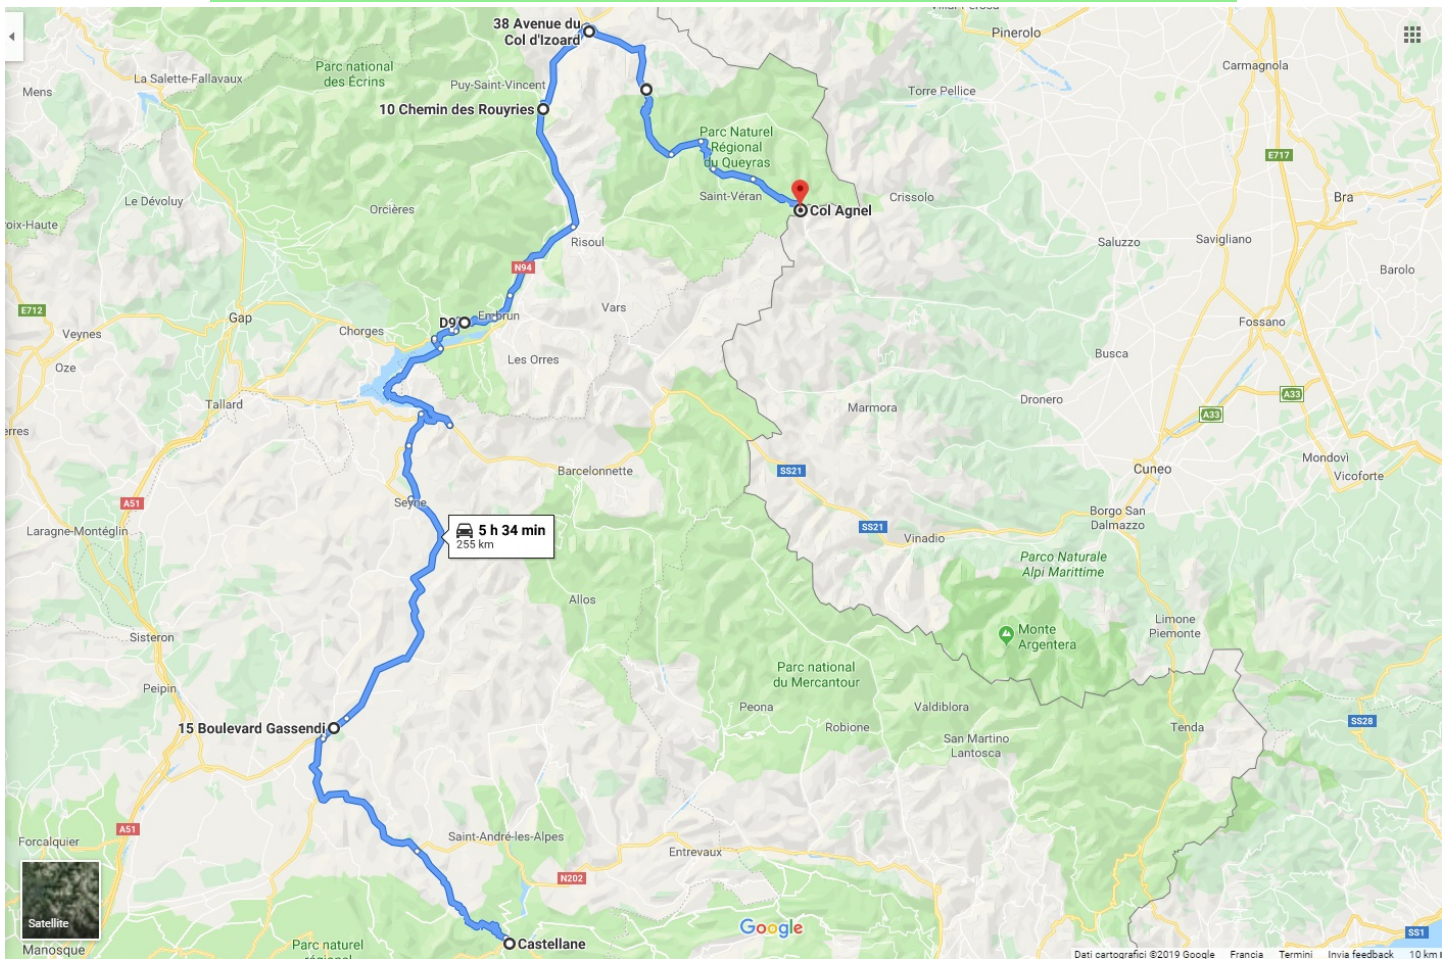 Villar Perosa
38 Avenue du
Col d'Izoard
Pinerolo
Parc national
des Écrins
La Salette-Fallavaux
Carmagnola
Mens
Puy-Saint-Vincent
Torre Pellice
10 Chemin des Rouyries
Parc Naturel
Régional
du Queyras
E717
Le Dévoluy
Saint-Véran
Crissolo
Bra
Orcières
Col Agnel
roix-Haute
Risoul
Saluzzo
Savigliano
N94
Barolo
E712
Vars
Gap
Embrun
Chorges
Fossano
Veynes
Les Orres
Busca
Oze
Tallard
Marmora
Dronero
A33
A33
erres
Mondovì
Barcelonnette
SS21
Cuneo
Vicoforte
A51
Seyne
Borgo San
Dalmazzo
Laragne-Montéglin
5 h 34 min
255 km
SS21
Vinadio
Parco Naturale
Alpi Marittime
Allos
Limone
Piemonte
Sisteron
Monte
Argentera
Parc national
du Mercantour
Peipin
Peona
Valdiblora
15 Boulevard Gassendi
Robione
San Martino
Lantosca
Tenda
SS28
A51
Saint-André-les-Alpes
Forcalquier
Entrevaux
N202
Satellite
Google
SS1
Castellane
Manosque
Parc naturel
régional
Dati cartografici ©2019 Google Francia Termini Invia feedback 10 km